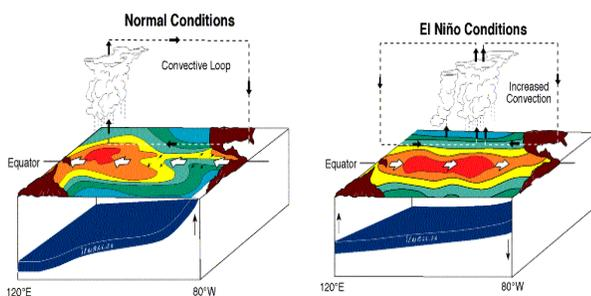 Normal Conditions
Convective Loop
Equator
120°E
80°W
El Niño Conditions
Increased
Convection
Equator
120°E
80°W